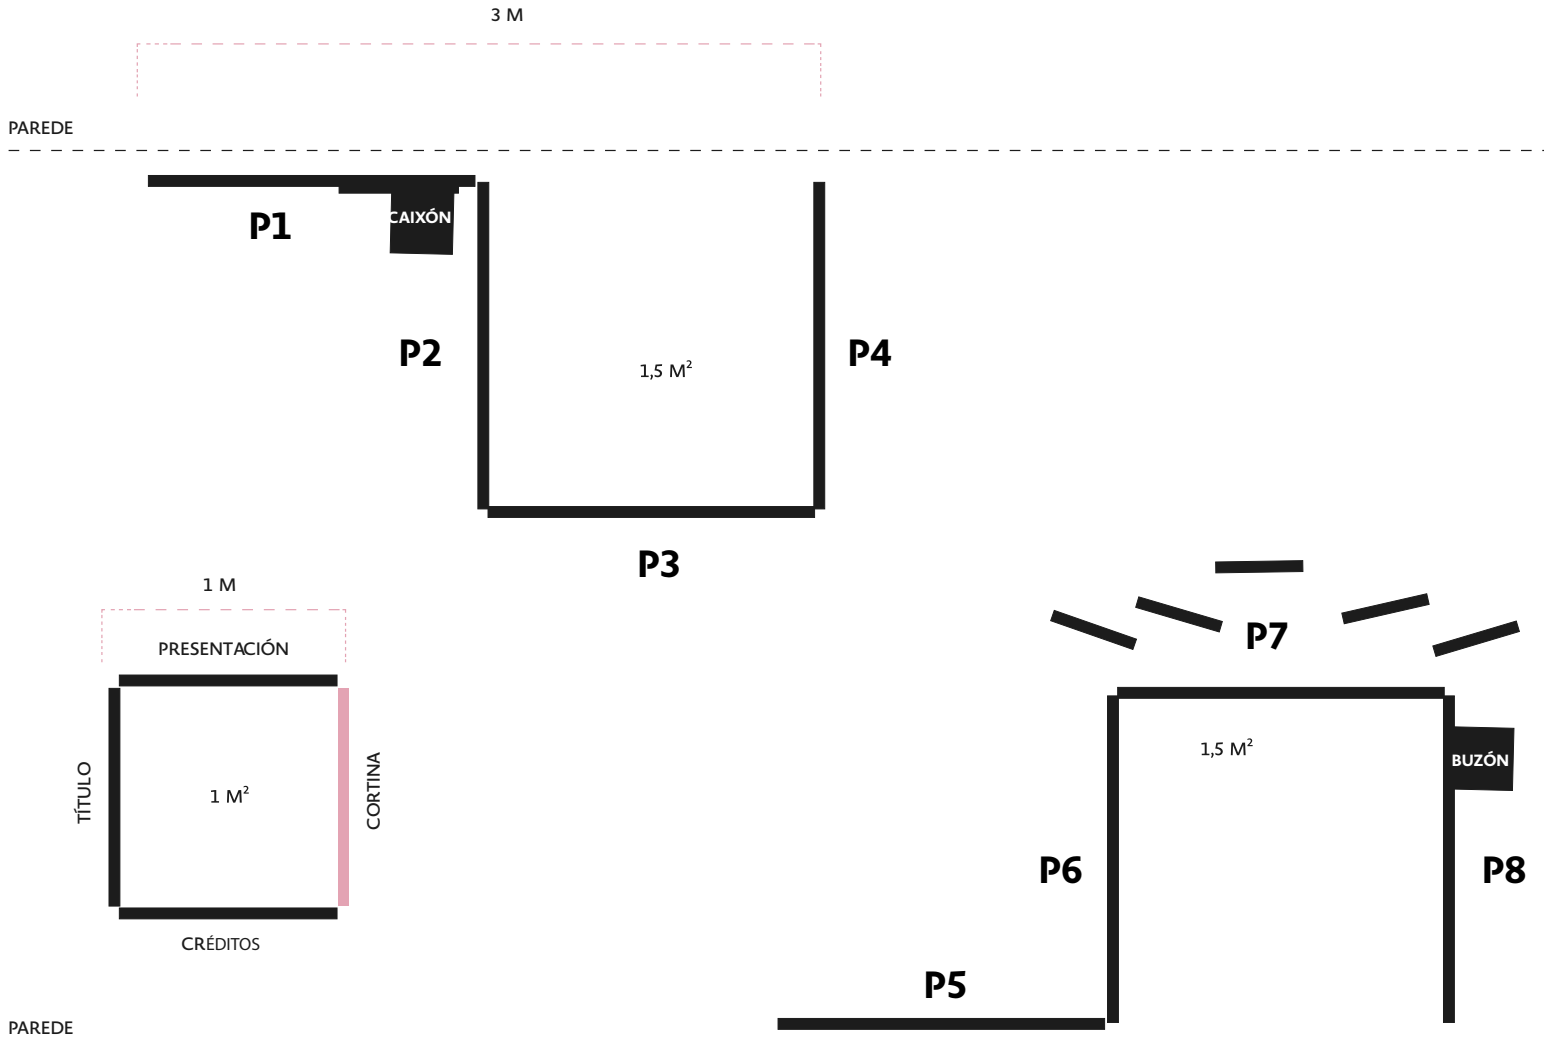 3 M
PAREDE
CAIXÓN
P1
P2
1,5 M²
P4
P3
1 M
PRESENTACIÓN
TÍTULO
1 M²
CORTINA
CRÉDITOS
P7
1,5 M²
BUZÓN
P6
P8
P5
PAREDE